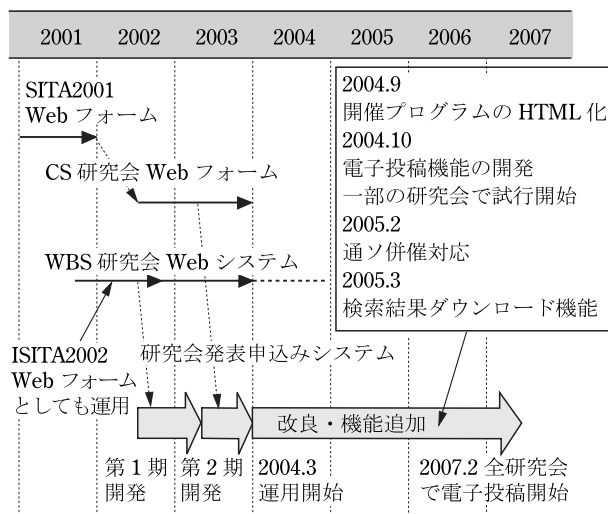 2001 2002 2003 2004 2005 2006 2007
SITA2001
Web フォーム
CS 研究会 Web フォーム
WBS 研究会 Web システム
ISITA2002
Web フォーム
としても運用
研究会発表申込みシステム
2004.9
開催プログラムの HTML 化
2004.10
電子投稿機能の開発
一部の研究会で試行開始
2005.2
通ソ併催対応
2005.3
検索結果ダウンロード機能
改良・機能追加
第 1 期
開発
第 2 期
開発
2004.3
運用開始
2007.2 全研究会
で電子投稿開始